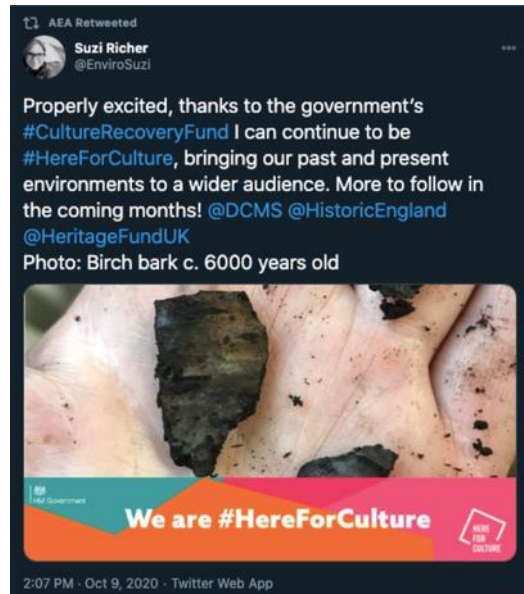 AEA Retweeted
Suzi Richer
@EnviroSuzi
Properly excited, thanks to the government's
#CultureRecoveryFund I can continue to be
#HereForCulture, bringing our past and present
environments to a wider audience. More to follow in
the coming months! @DCMS @HistoricEngland
@HeritageFundUK
Photo: Birch bark c. 6000 years old
HM Government
We are #HereForCulture
HERE
FOR
CULTURE
2:07 PM · Oct 9, 2020 · Twitter Web App